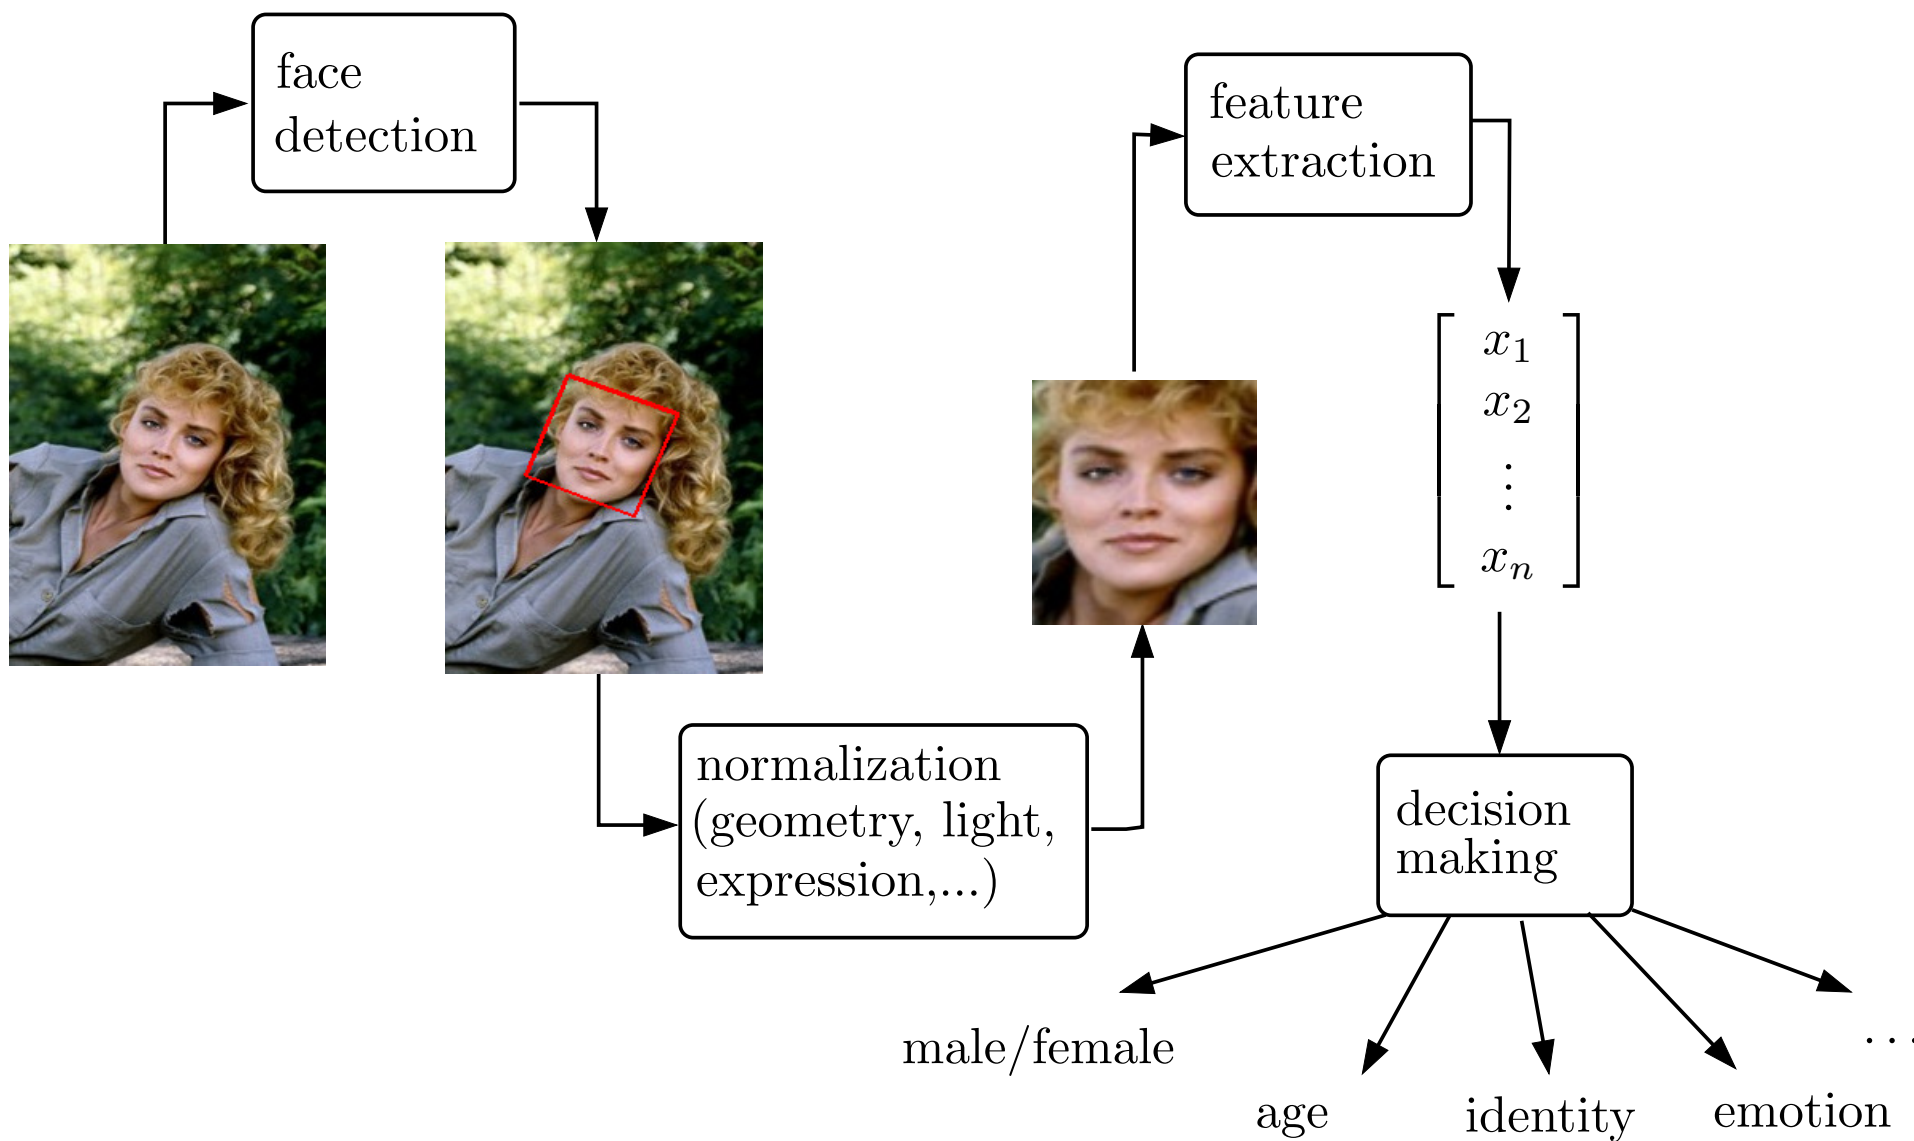 face
detection
normalization
(geometry, light,
expression,...)
feature
extraction
x₁
x₂
⋮
xₙ
decision
making
male/female
age
identity
emotion
...